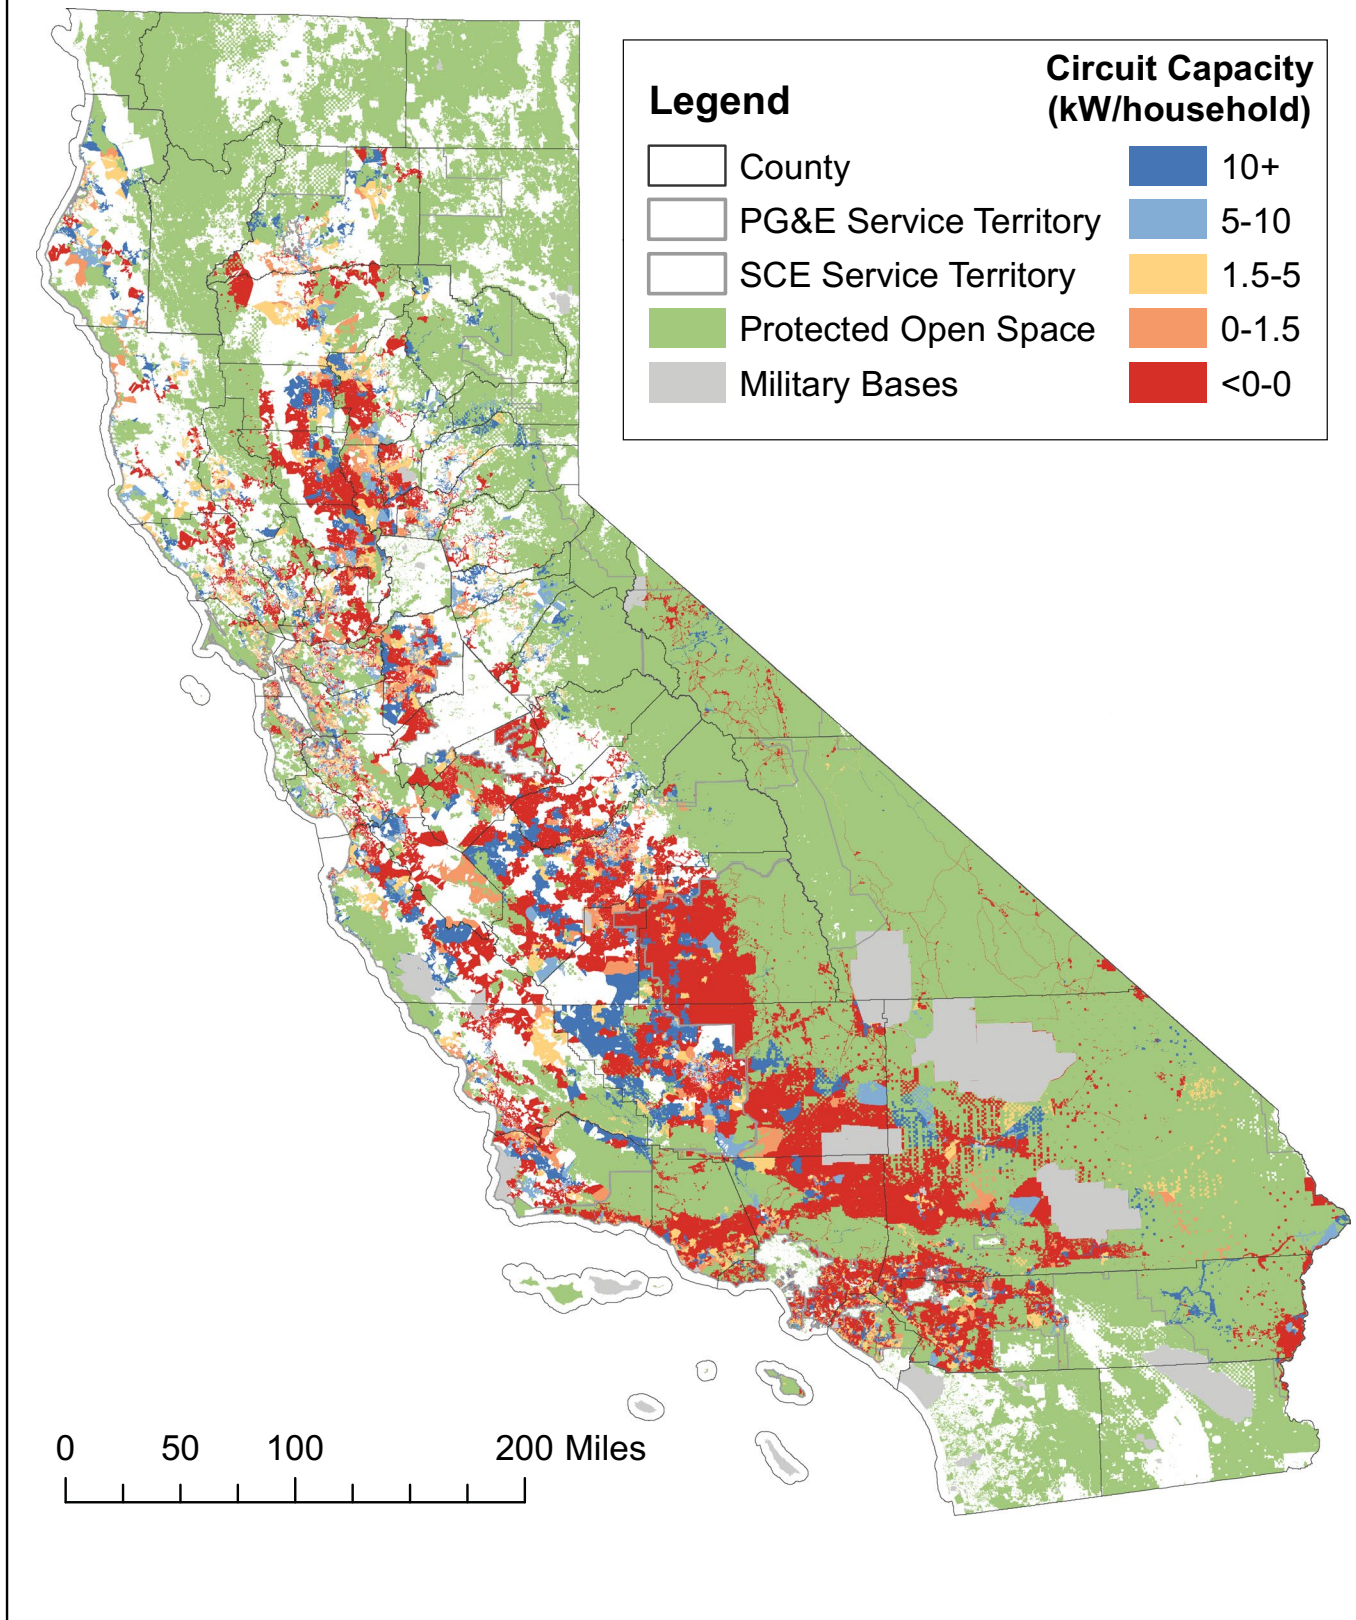 Legend
Circuit Capacity
(kW/household)
County
PG&E Service Territory
SCE Service Territory
Protected Open Space
Military Bases
10+
5-10
1.5-5
0-1.5
<0-0
0 50 100 200 Miles